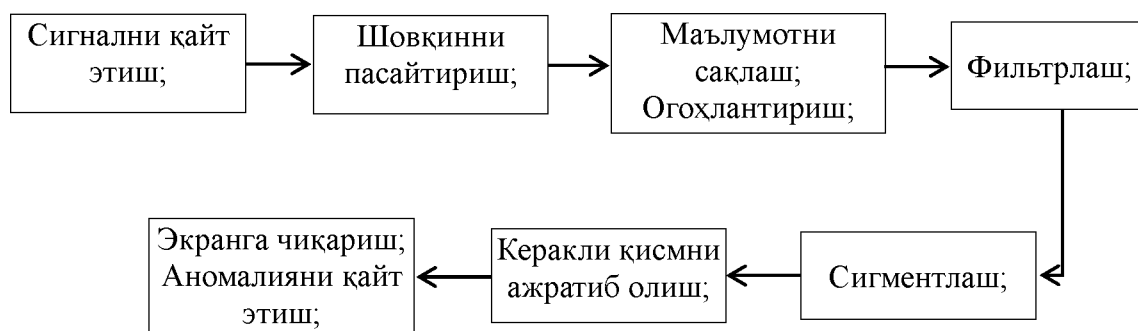 Сигнални қайт
этиш;
Шовқинни
пасайтириш;
Маълумотни
сақлаш;
Огоҳлантириш;
Фильтрлаш;
Сигментлаш;
Керакли қисмни
ажратиб олиш;
Экранга чиқариш;
Аномалияни қайт
этиш;